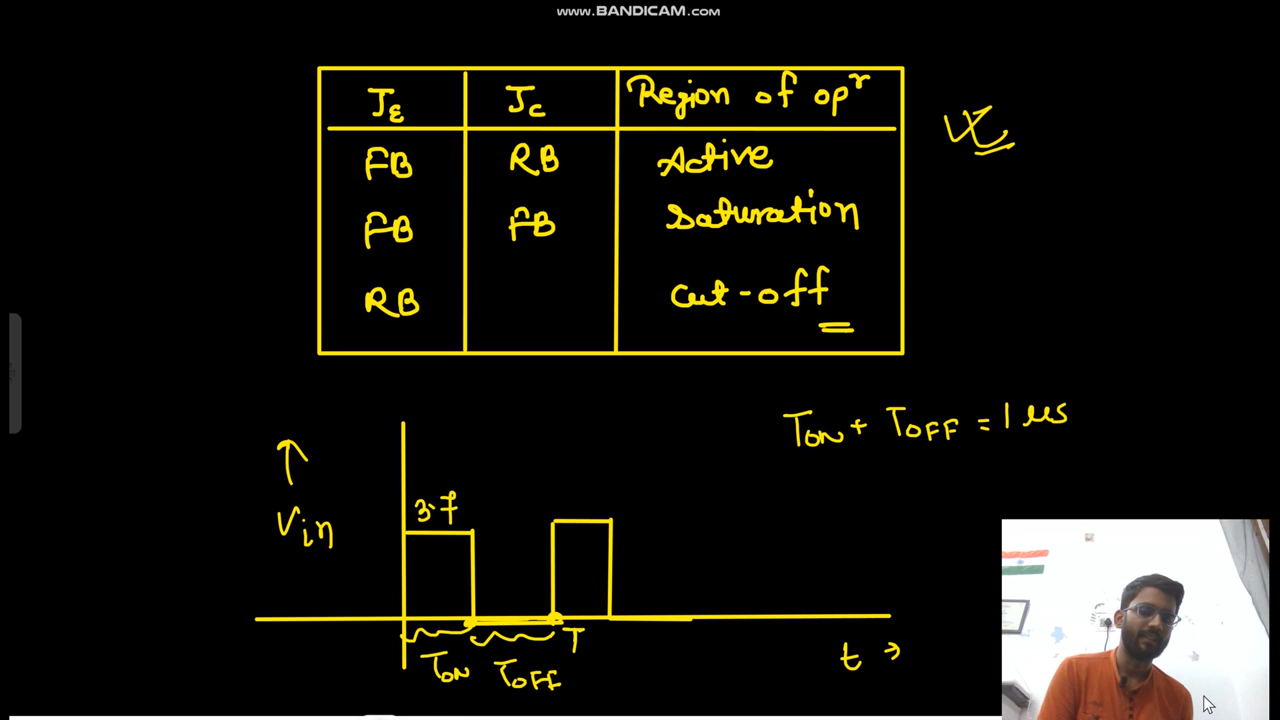 www.BANDICAM.com
JE JC Region of opr
FB RB Active
FB FB Saturation
RB Cut-off
TON + TOFF = 1 μs
3.7
Vin
T
TON TOFF
t →